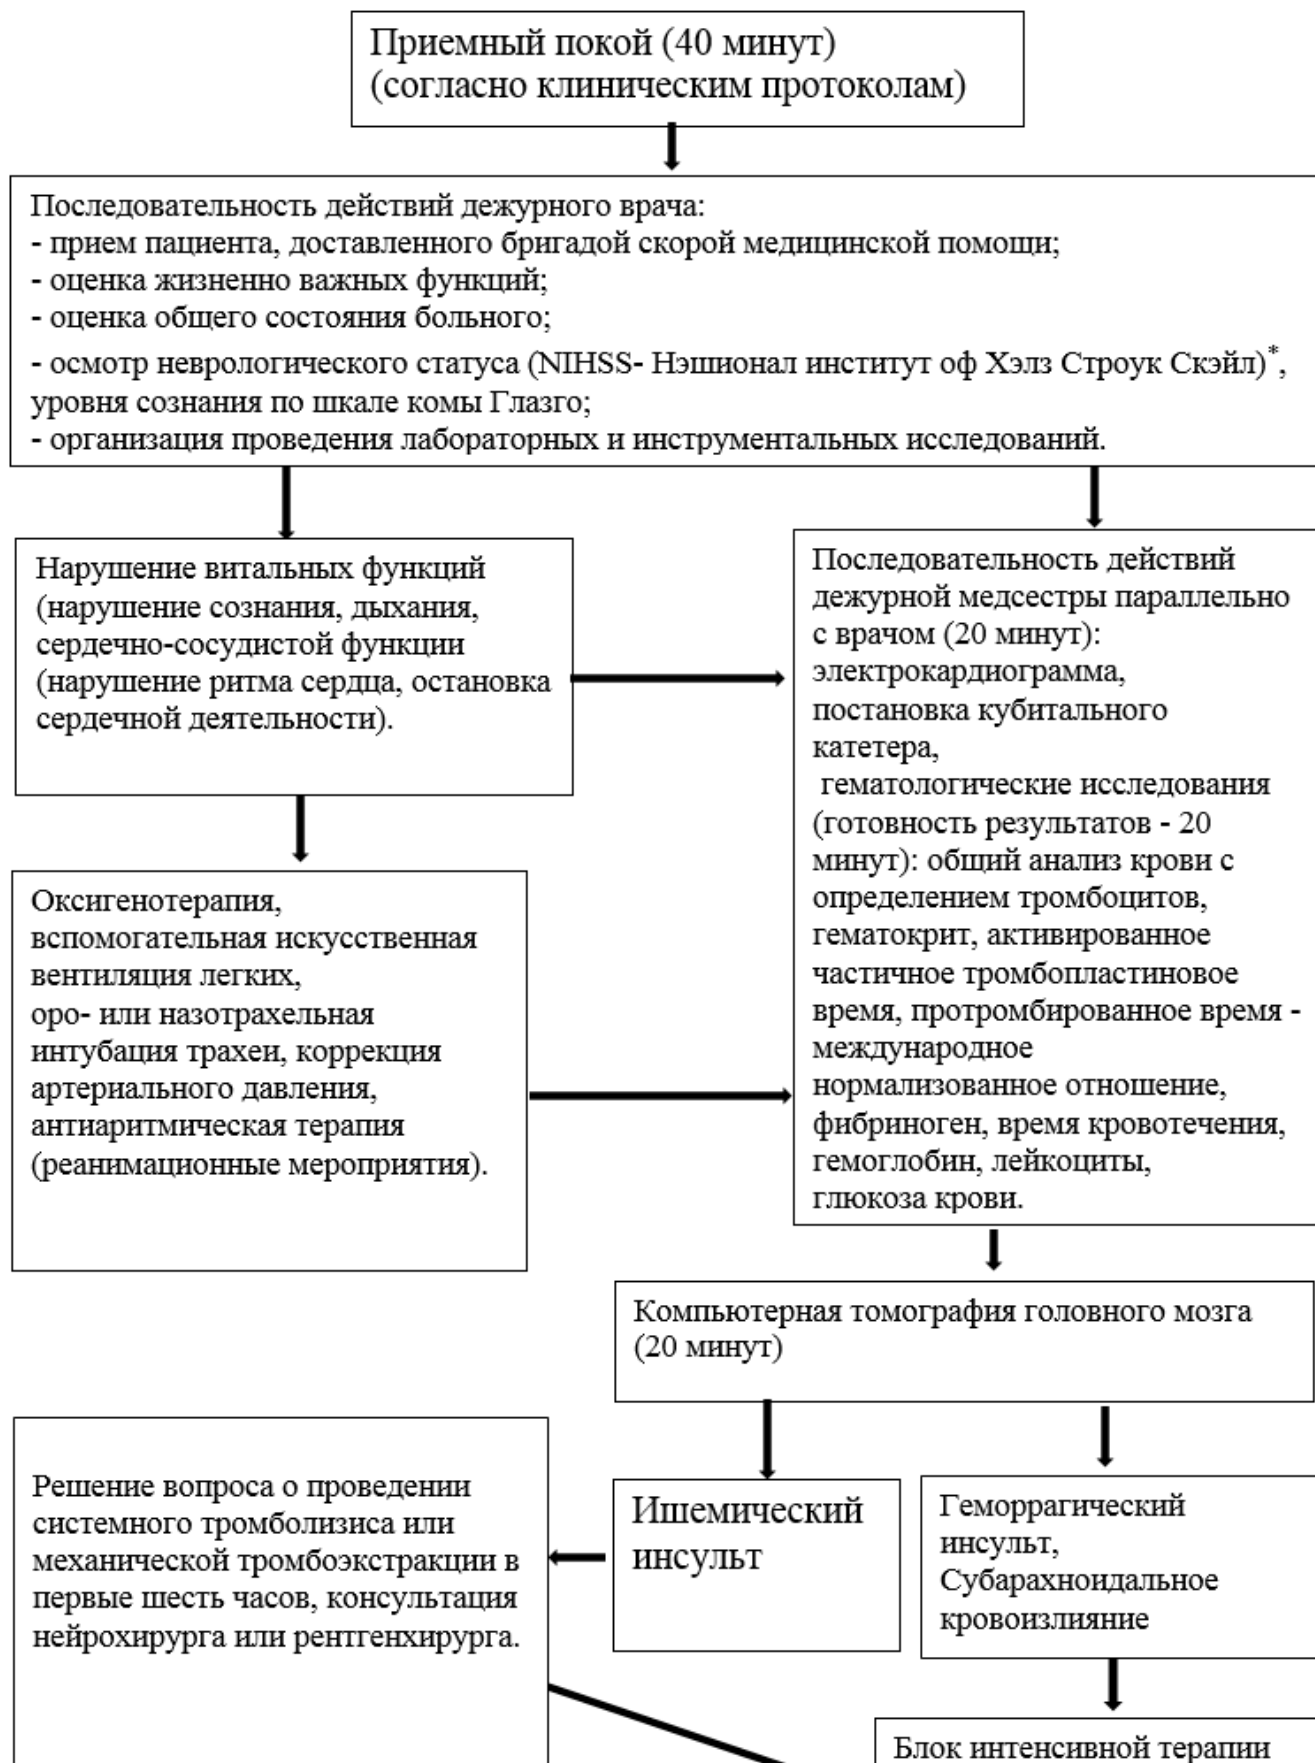 Приемный покой (40 минут)
(согласно клиническим протоколам)
Последовательность действий дежурного врача:
- прием пациента, доставленного бригадой скорой медицинской помощи;
- оценка жизненно важных функций;
- оценка общего состояния больного;
- осмотр неврологического статуса (NIHSS- Нэшионал институт оф Хэлз Строук Скэйл)*,
уровня сознания по шкале комы Глазго;
- организация проведения лабораторных и инструментальных исследований.
Нарушение витальных функций
(нарушение сознания, дыхания,
сердечно-сосудистой функции
(нарушение ритма сердца, остановка
сердечной деятельности).
Последовательность действий
дежурной медсестры параллельно
с врачом (20 минут):
электрокардиограмма,
постановка кубитального
катетера,
гематологические исследования
(готовность результатов - 20
минут): общий анализ крови с
определением тромбоцитов,
гематокрит, активированное
частичное тромбопластиновое
время, протромбированное время -
международное
нормализованное отношение,
фибриноген, время кровотечения,
гемоглобин, лейкоциты,
глюкоза крови.
Оксигенотерапия,
вспомогательная искусственная
вентиляция легких,
оро- или назотрахельная
интубация трахеи, коррекция
артериального давления,
антиаритмическая терапия
(реанимационные мероприятия).
Компьютерная томография головного мозга
(20 минут)
Решение вопроса о проведении
системного тромболизиса или
механической тромбоэкстракции в
первые шесть часов, консультация
нейрохирурга или рентгенхирурга.
Ишемический
инсульт
Геморрагический
инсульт,
Субарахноидальное
кровоизлияние
Блок интенсивной терапии